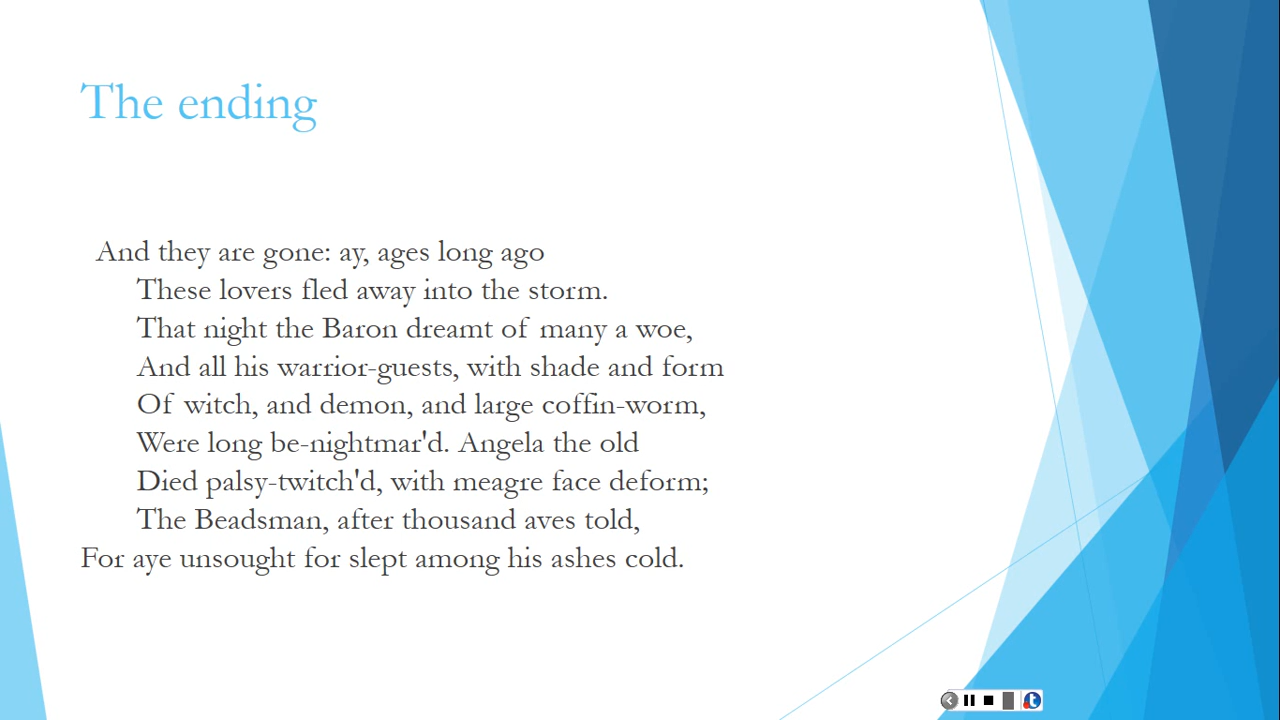 The ending
And they are gone: ay, ages long ago
These lovers fled away into the storm.
That night the Baron dreamt of many a woe,
And all his warrior-guests, with shade and form
Of witch, and demon, and large coffin-worm,
Were long be-nightmar'd. Angela the old
Died palsy-twitch'd, with meagre face deform;
The Beadsman, after thousand aves told,
For aye unsought for slept among his ashes cold.
t